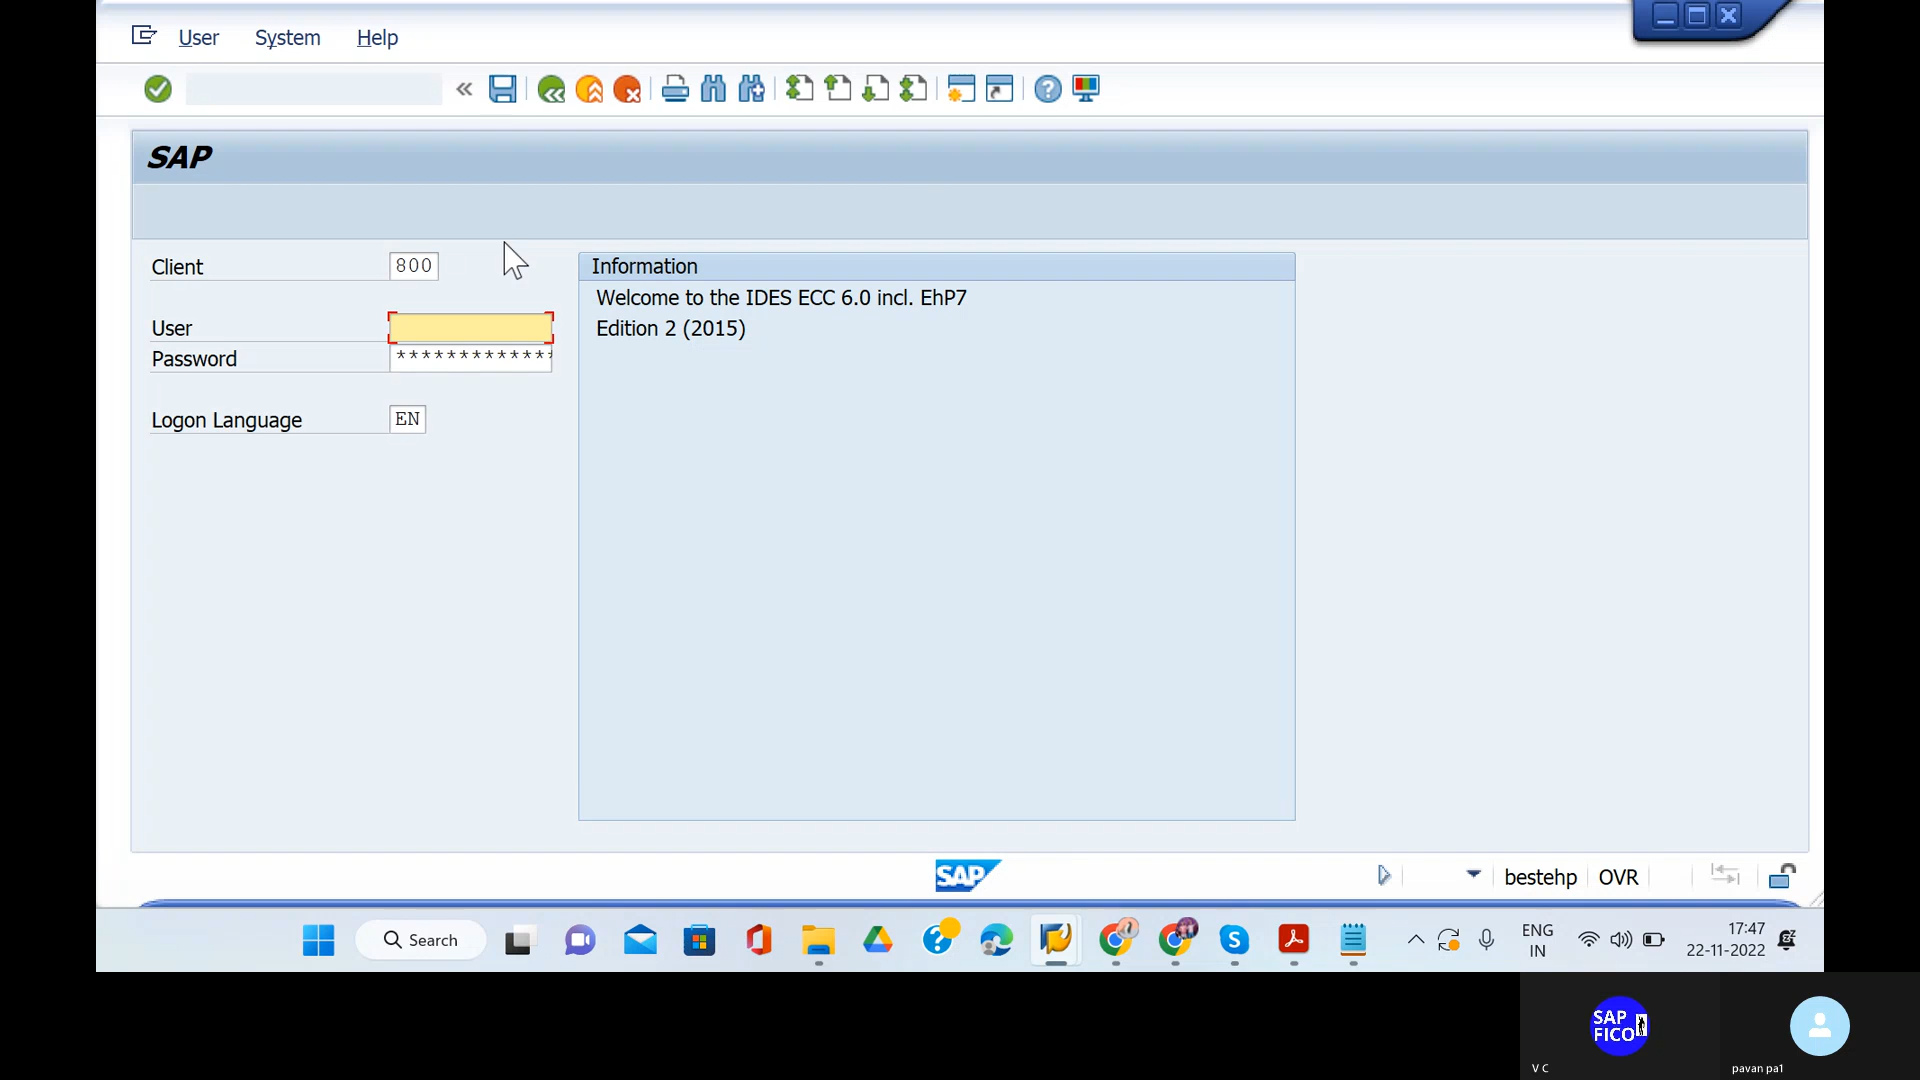 User System Help
SAP
Client 800
Information
Welcome to the IDES ECC 6.0 incl. EhP7
User
Edition 2 (2015)
Password *************
Logon Language EN
SAP
bestehp OVR
Search
ENG
IN
17:47
22-11-2022
SAP
FICO
V C
pavan pa1